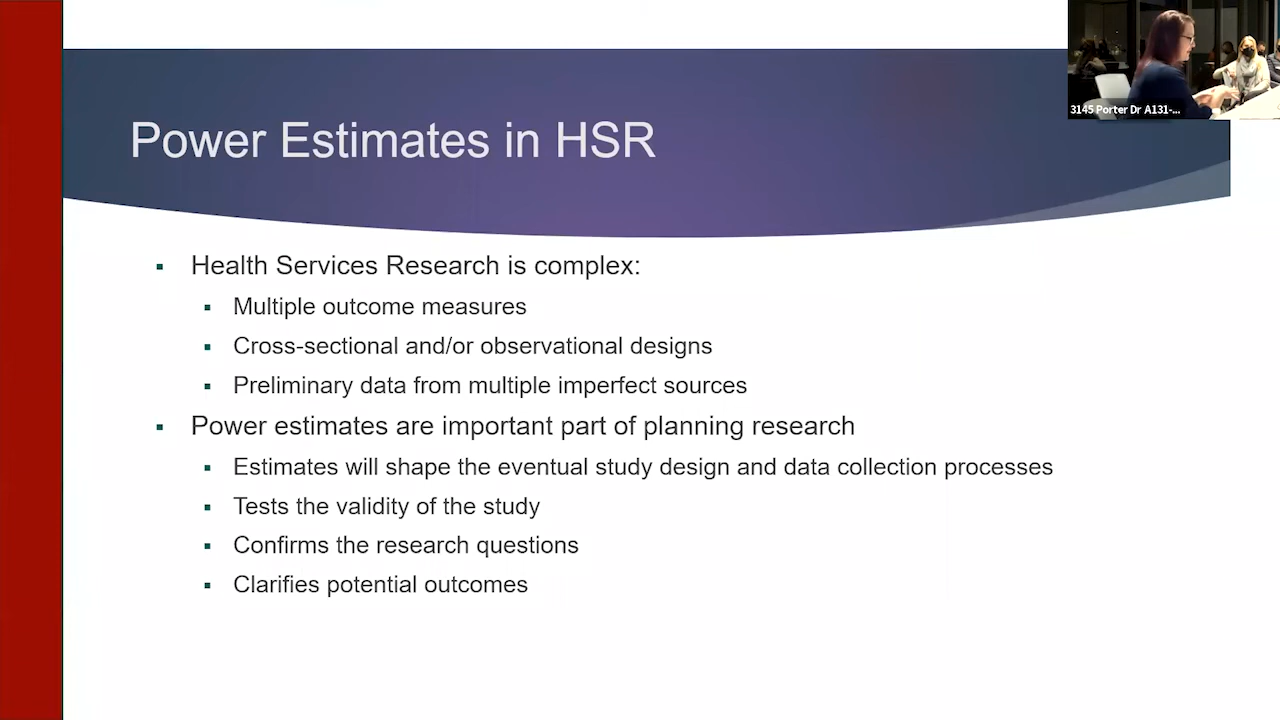 3145 Porter Dr A131-...
Power Estimates in HSR
▪ Health Services Research is complex:
▪ Multiple outcome measures
▪ Cross-sectional and/or observational designs
▪ Preliminary data from multiple imperfect sources
▪ Power estimates are important part of planning research
▪ Estimates will shape the eventual study design and data collection processes
▪ Tests the validity of the study
▪ Confirms the research questions
▪ Clarifies potential outcomes